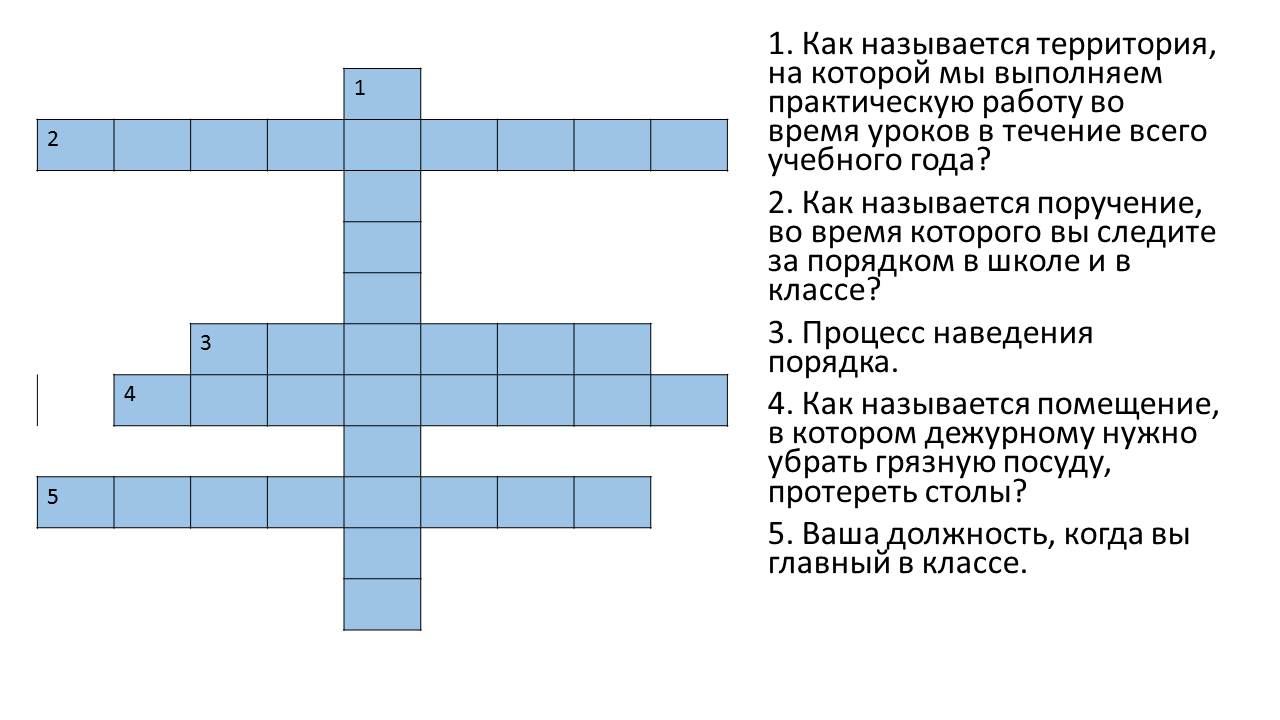 1
2
3
4
5
1. Как называется территория,
на которой мы выполняем
практическую работу во
время уроков в течение всего
учебного года?
2. Как называется поручение,
во время которого вы следите
за порядком в школе и в
классе?
3. Процесс наведения
порядка.
4. Как называется помещение,
в котором дежурному нужно
убрать грязную посуду,
протереть столы?
5. Ваша должность, когда вы
главный в классе.